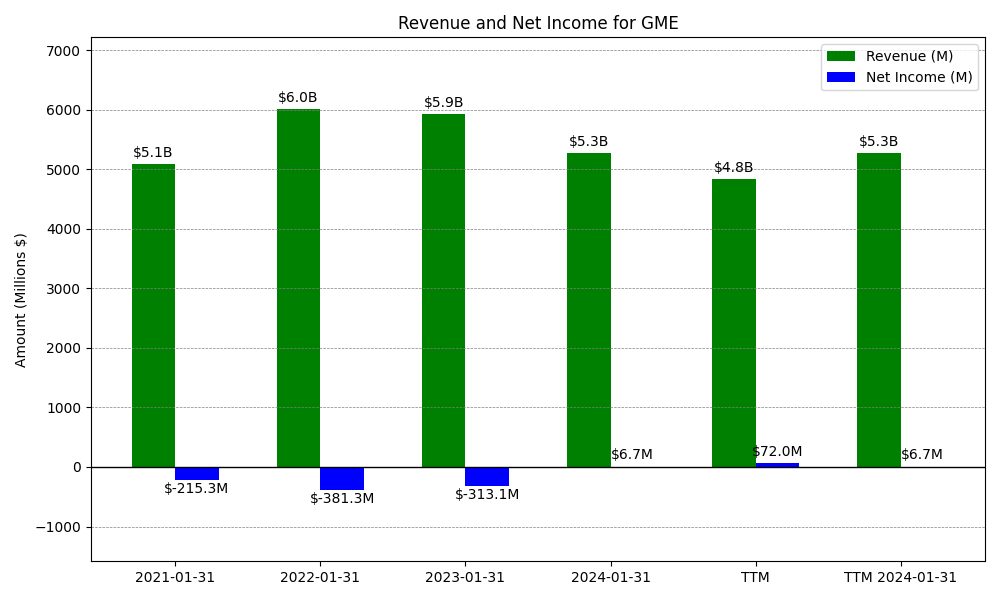 Revenue and Net Income for GME
Revenue (M)
Net Income (M)
Amount (Millions $)
7000
6000
5000
4000
3000
2000
1000
0
−1000
$5.1B
$6.0B
$5.9B
$5.3B
$4.8B
$5.3B
$-215.3M
$-381.3M
$-313.1M
$6.7M
$72.0M
$6.7M
2021-01-31
2022-01-31
2023-01-31
2024-01-31
TTM
TTM 2024-01-31